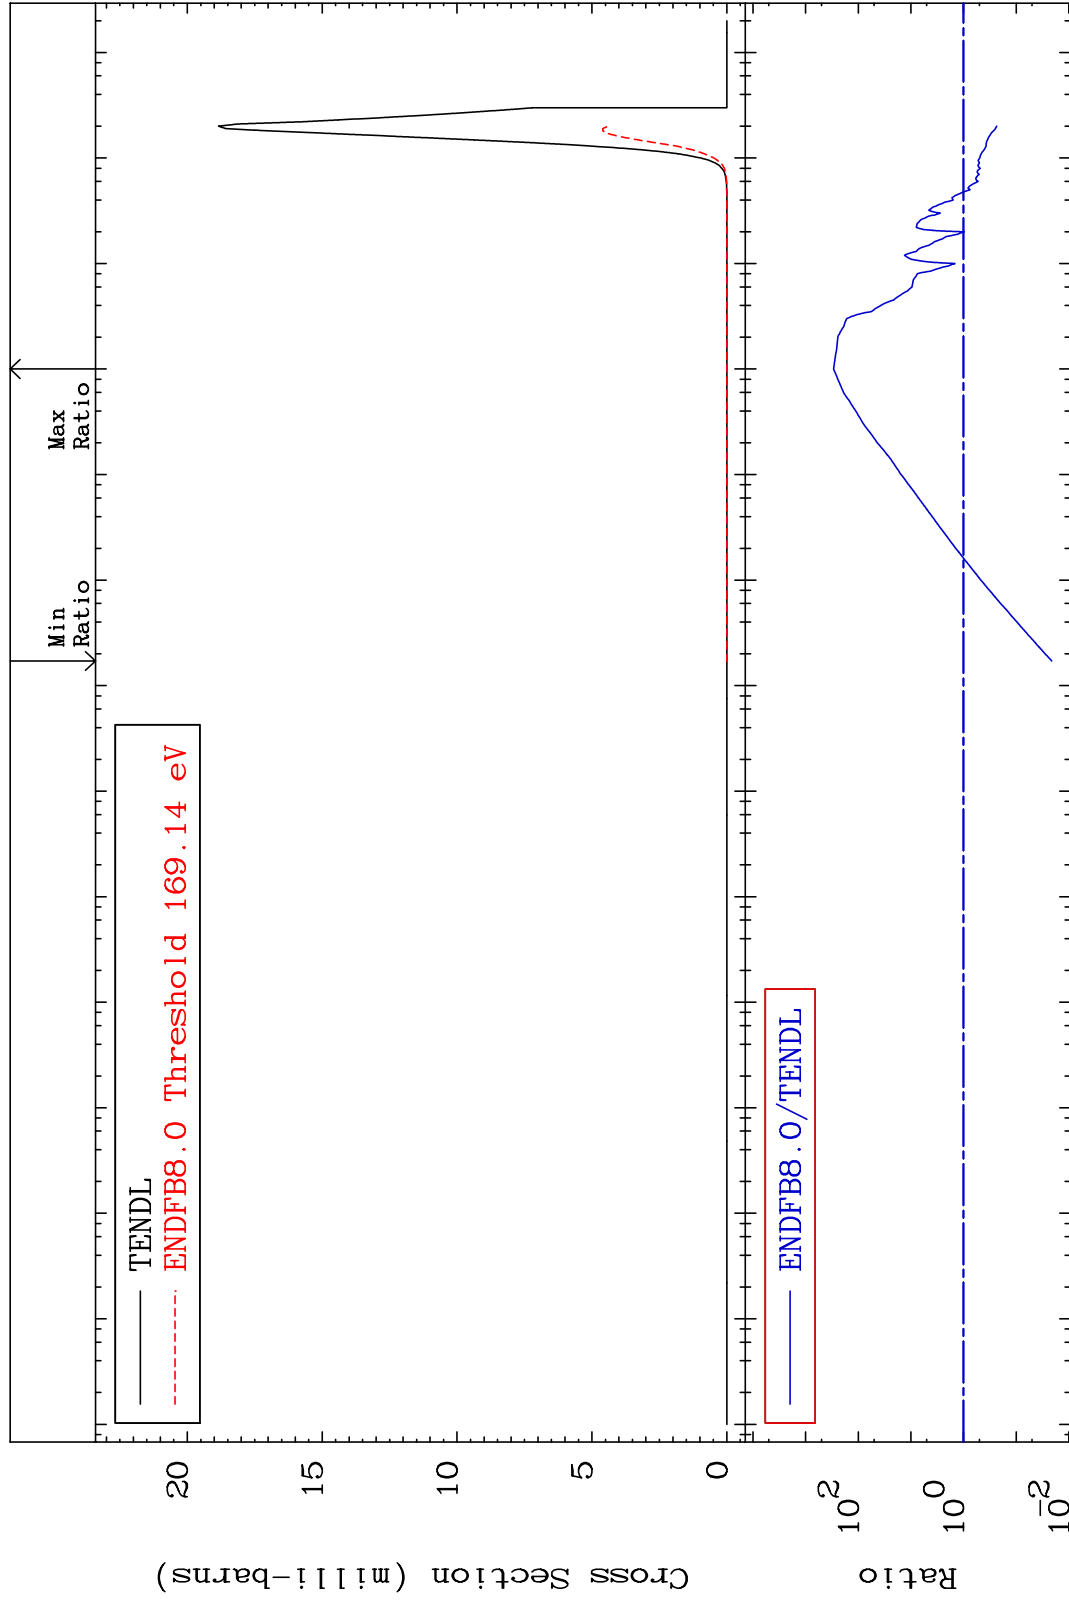 Max
Ratio
Min
Ratio
TENDL
ENDFB8.0 Threshold 169.14 eV
20
15
10
5
0
Cross Section (milli-barns)
ENDFB8.0/TENDL
10^2
10^0
10^-2
Ratio